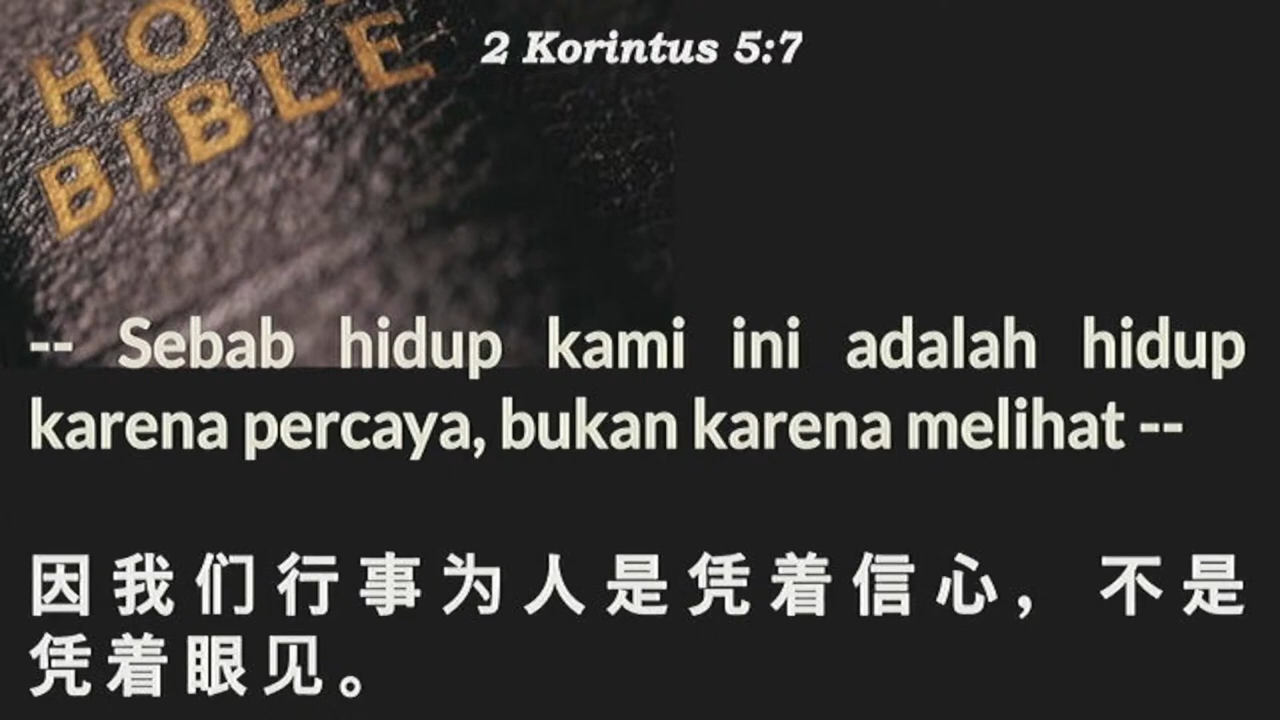 HOL
BIBLE
2 Korintus 5:7
-- Sebab hidup kami ini adalah hidup
karena percaya, bukan karena melihat --
因我们行事为人是凭着信心，不是
凭着眼见。